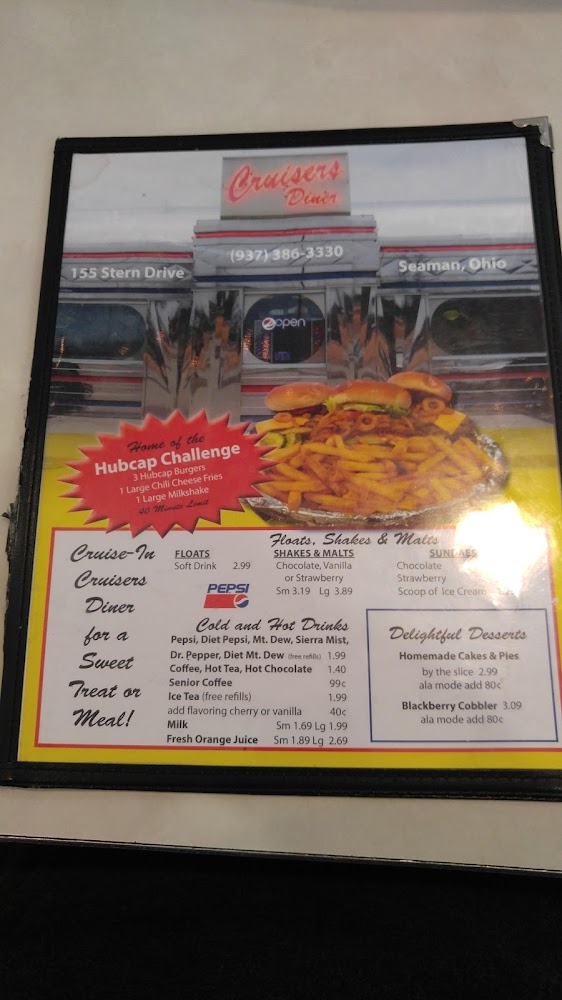 Cruisers
Diner
(937) 386-3330
155 Stern Drive
Seaman, Ohio
open
Home of the
Hubcap Challenge
3 Hubcap Burgers
1 Large Chili Cheese Fries
1 Large Milkshake
40 Minute Limit
Cruise-In
Cruisers
Diner
for a
Sweet
Treat or
Meal!
Floats, Shakes & Malts
FLOATS
Soft Drink 2.99
PEPSI
SHAKES & MALTS
Chocolate, Vanilla
or Strawberry
Sm 3.19 Lg 3.89
SUNDAES
Chocolate
Strawberry
Scoop of Ice Cream
Cold and Hot Drinks
Pepsi, Diet Pepsi, Mt. Dew, Sierra Mist,
Dr. Pepper, Diet Mt. Dew (free refills) 1.99
Coffee, Hot Tea, Hot Chocolate 1.40
Senior Coffee 99¢
Ice Tea (free refills) 1.99
add flavoring cherry or vanilla 40¢
Milk Sm 1.69 Lg 1.99
Fresh Orange Juice Sm 1.89 Lg 2.69
Delightful Desserts
Homemade Cakes & Pies
by the slice 2.99
ala mode add 80¢
Blackberry Cobbler 3.09
ala mode add 80¢